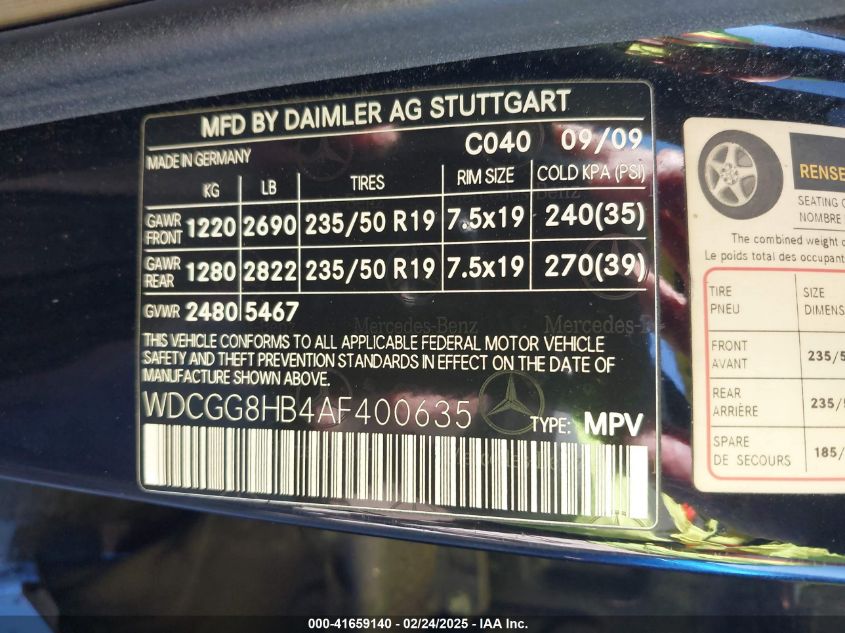 MFD BY DAIMLER AG STUTTGART
MADE IN GERMANY C040 09/09
KG LB TIRES RIM SIZE COLD KPA (PSI)
GAWR FRONT 1220 2690 235/50 R19 7.5x19 240(35)
GAWR REAR 1280 2822 235/50 R19 7.5x19 270(39)
GVWR 2480 5467
THIS VEHICLE CONFORMS TO ALL APPLICABLE FEDERAL MOTOR VEHICLE
SAFETY AND THEFT PREVENTION STANDARDS IN EFFECT ON THE DATE OF
MANUFACTURE SHOWN ABOVE.
WDCGG8HB4AF400635 TYPE: MPV
Mercedes-Benz
RENSE
SEATING
NOMBRE
The combined weight
Le poids total des occupant
TIRE SIZE
PNEU DIMENS
FRONT
AVANT 235/5
REAR
ARRIÈRE 235/5
SPARE
DE SECOURS 185/
000-41659140 - 02/24/2025 - IAA Inc.